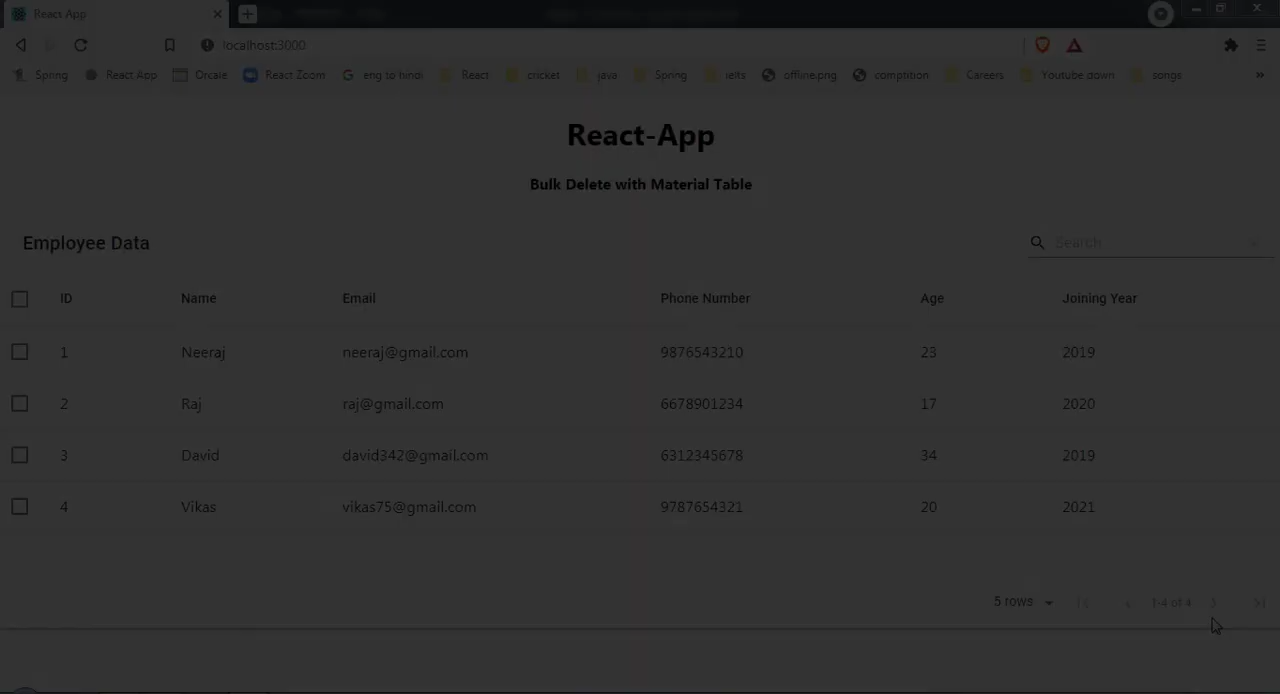 React App
localhost:3000
Spring React App Orcale React Zoom eng to hindi React cricket java Spring ielts offline.png comptition Careers Youtube down songs »
React-App
Bulk Delete with Material Table
Employee Data
Search
ID Name Email Phone Number Age Joining Year
1 Neeraj neeraj@gmail.com 9876543210 23 2019
2 Raj raj@gmail.com 6678901234 17 2020
3 David david342@gmail.com 6312345678 34 2019
4 Vikas vikas75@gmail.com 9787654321 20 2021
5 rows 1-4 of 4